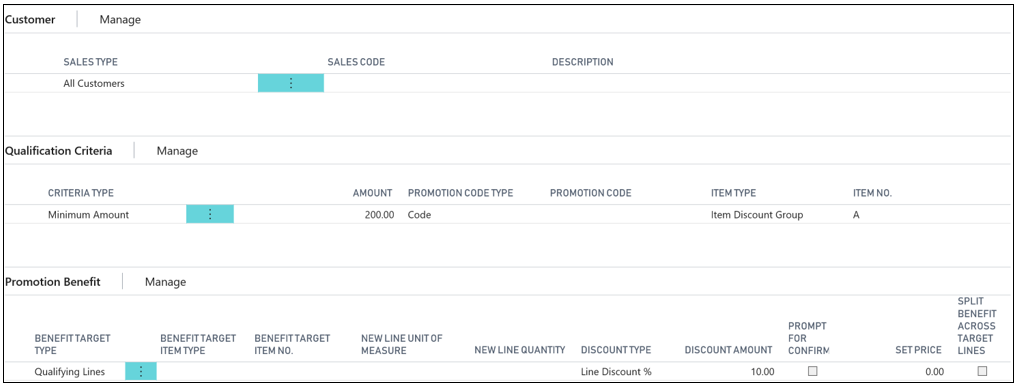 Customer Manage
SALES TYPE SALES CODE DESCRIPTION
All Customers
Qualification Criteria Manage
CRITERIA TYPE AMOUNT PROMOTION CODE TYPE PROMOTION CODE ITEM TYPE ITEM NO.
Minimum Amount 200.00 Code Item Discount Group A
Promotion Benefit Manage
BENEFIT TARGET TYPE BENEFIT TARGET ITEM TYPE BENEFIT TARGET ITEM NO. NEW LINE UNIT OF MEASURE NEW LINE QUANTITY DISCOUNT TYPE DISCOUNT AMOUNT PROMPT FOR CONFIRM SET PRICE SPLIT BENEFIT ACROSS TARGET LINES
Qualifying Lines Line Discount % 10.00 0.00